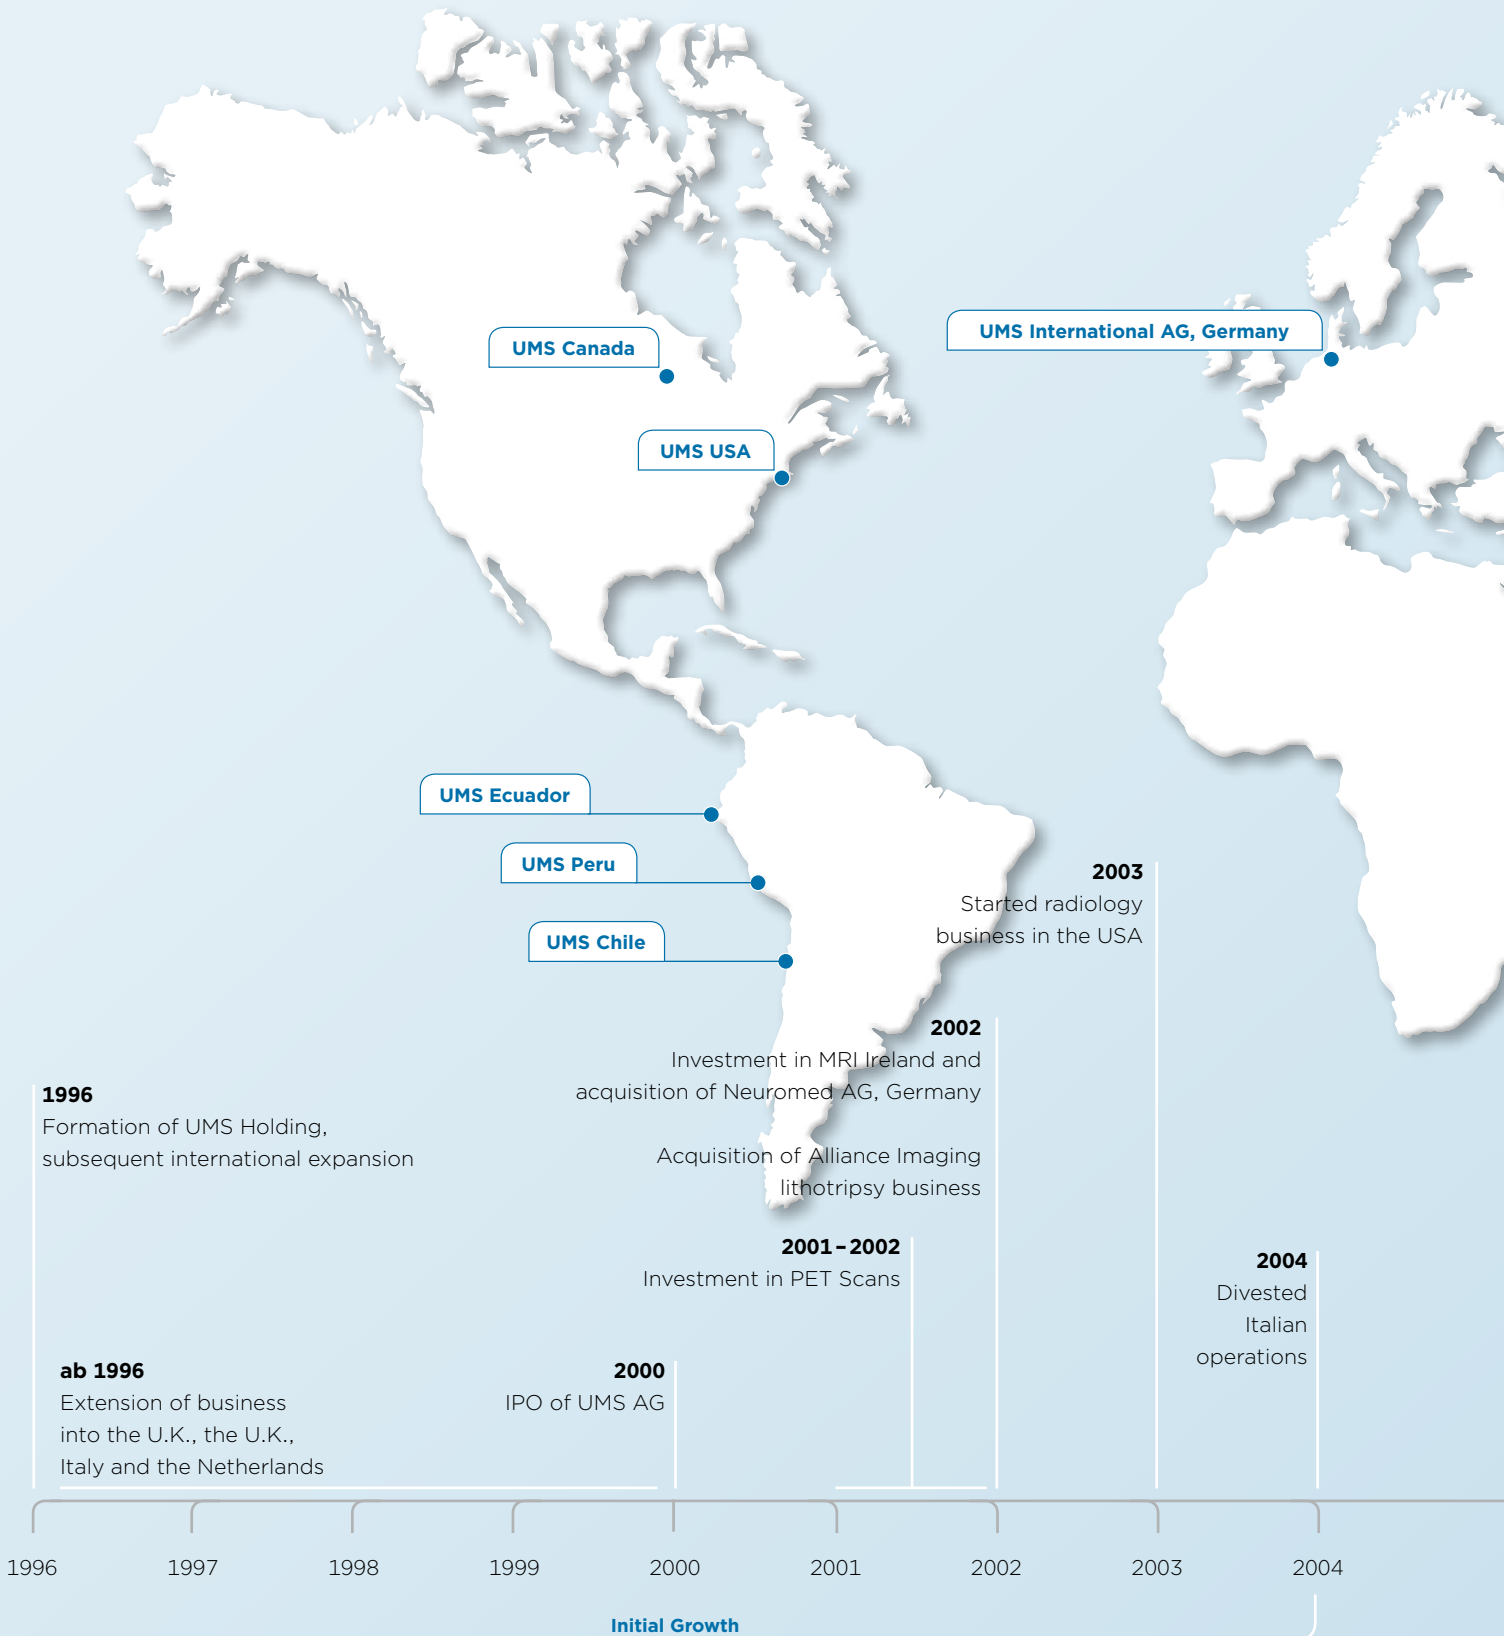 UMS Canada
UMS International AG, Germany
UMS USA
UMS Ecuador
UMS Peru
UMS Chile
2003
Started radiology
business in the USA
2002
Investment in MRI Ireland and
acquisition of Neuromed AG, Germany
Acquisition of Alliance Imaging
lithotripsy business
1996
Formation of UMS Holding,
subsequent international expansion
2001–2002
Investment in PET Scans
2004
Divested
Italian
operations
ab 1996
Extension of business
into the U.K., the U.K.,
Italy and the Netherlands
2000
IPO of UMS AG
1996 1997 1998 1999 2000 2001 2002 2003 2004
Initial Growth